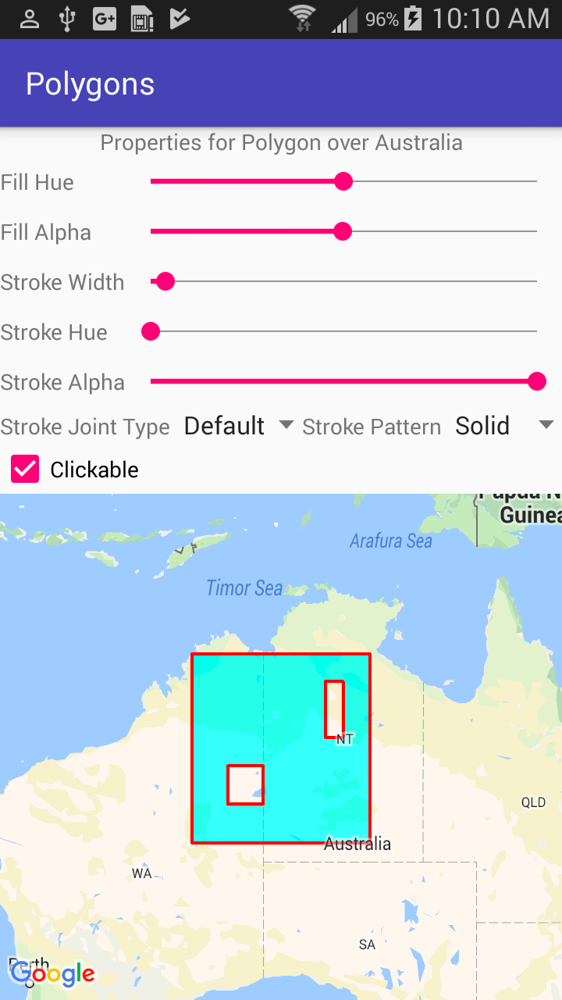 G+ 96% 10:10 AM
Polygons
Properties for Polygon over Australia
Fill Hue
Fill Alpha
Stroke Width
Stroke Hue
Stroke Alpha
Stroke Joint Type Default Stroke Pattern Solid
Clickable
Papua N
Guinea
Arafura Sea
Timor Sea
NT
QLD
Australia
WA
SA
Perth
Google